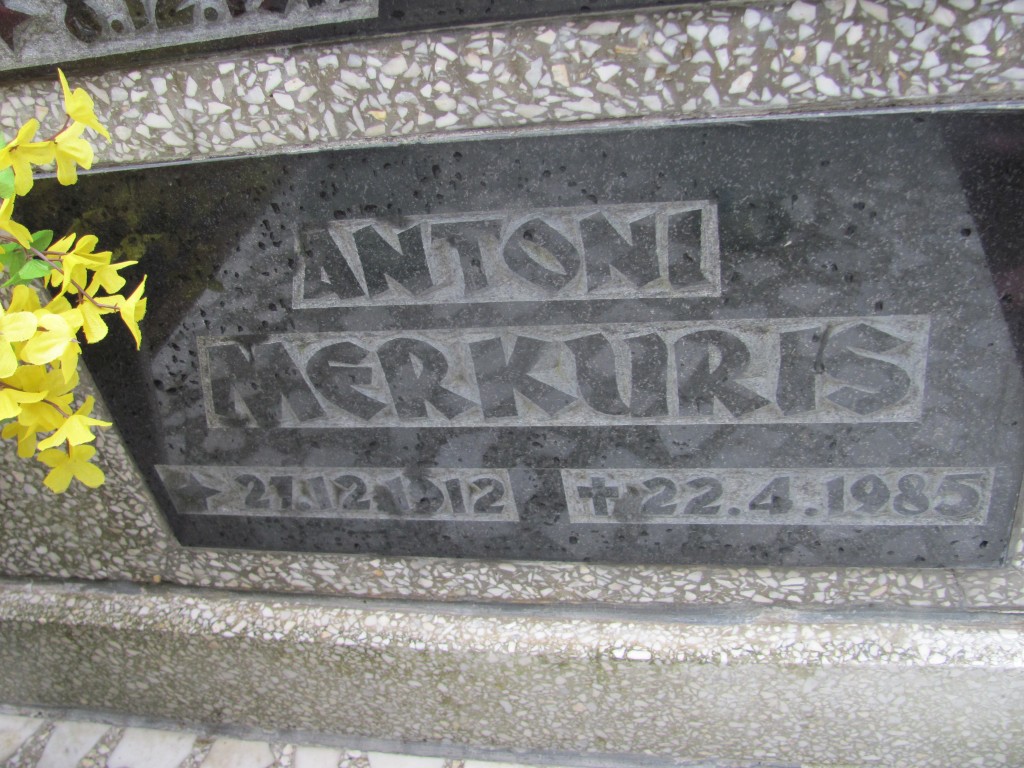 ANTONI
MERKURIS
★ 21.12.1912 ✝ 22.4.1985